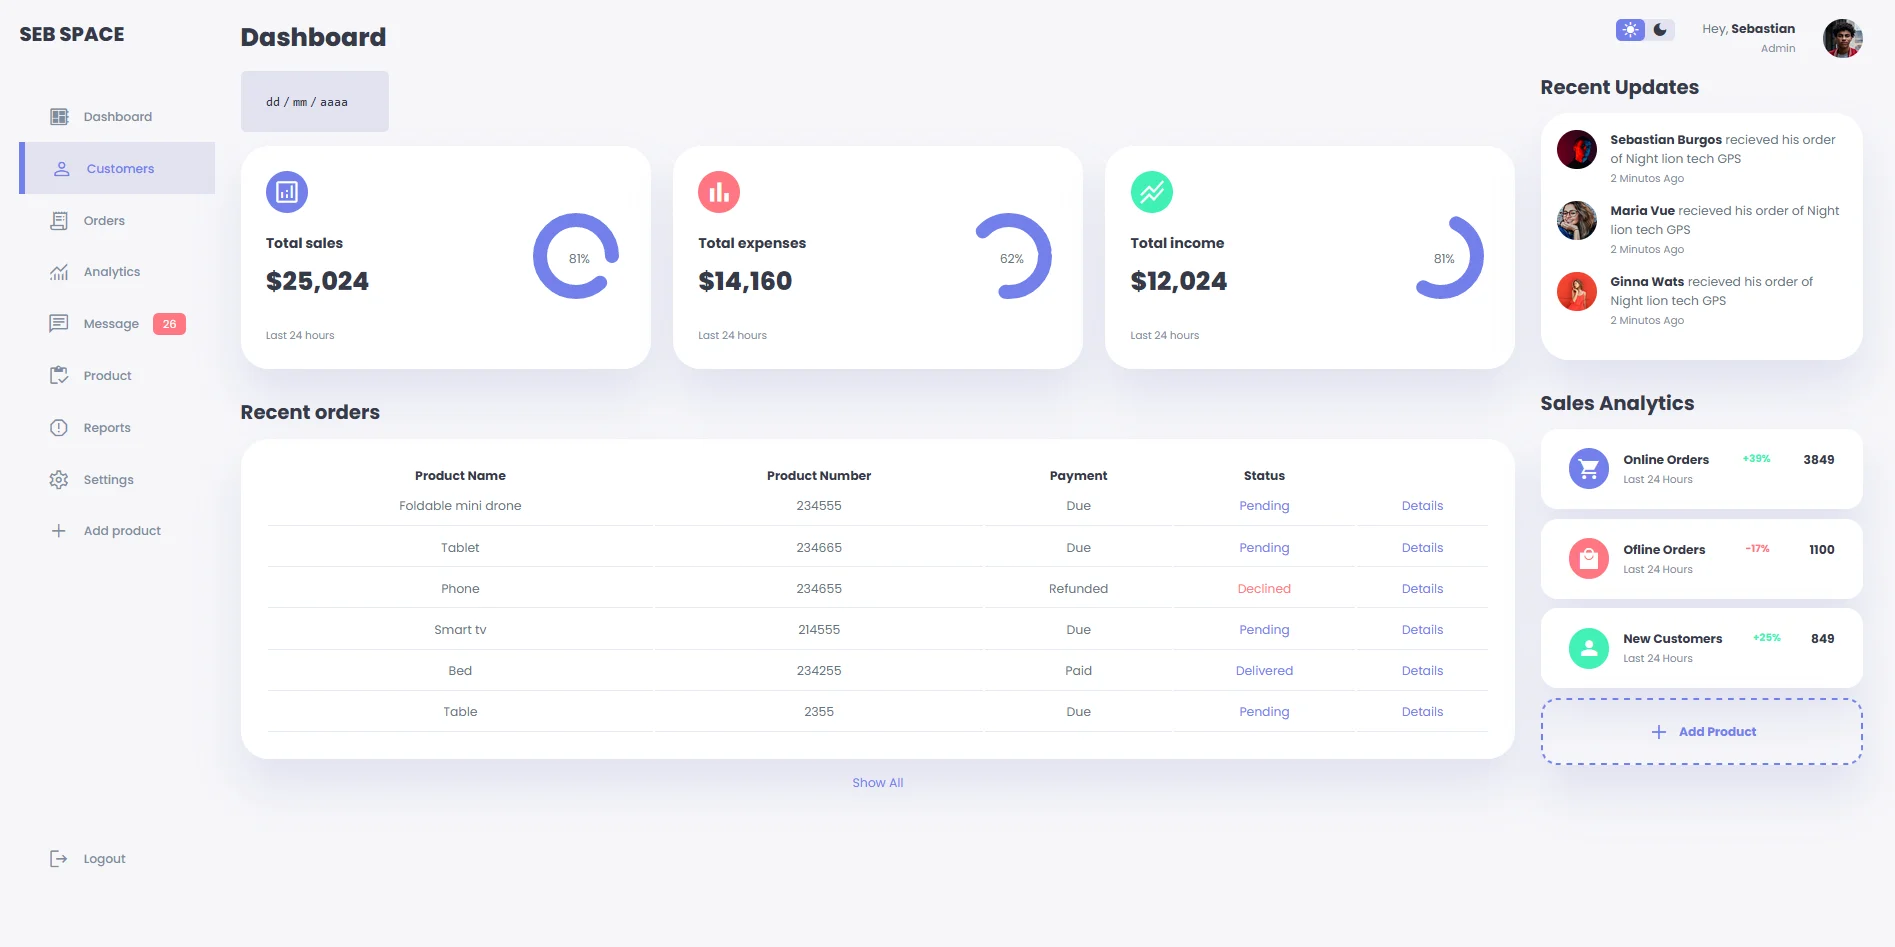 SEB SPACE
Dashboard
Customers
Orders
Analytics
Message 26
Product
Reports
Settings
Add product
Logout
Dashboard
dd / mm / aaaa
Total sales
$25,024
81%
Last 24 hours
Total expenses
$14,160
62%
Last 24 hours
Total income
$12,024
81%
Last 24 hours
Recent orders
Product Name Product Number Payment Status
Foldable mini drone 234555 Due Pending Details
Tablet 234665 Due Pending Details
Phone 234655 Refunded Declined Details
Smart tv 214555 Due Pending Details
Bed 234255 Paid Delivered Details
Table 2355 Due Pending Details
Show All
Hey, Sebastian
Admin
Recent Updates
Sebastian Burgos recieved his order
of Night lion tech GPS
2 Minutos Ago
Maria Vue recieved his order of Night
lion tech GPS
2 Minutos Ago
Ginna Wats recieved his order of
Night lion tech GPS
2 Minutos Ago
Sales Analytics
Online Orders +39% 3849
Last 24 Hours
Ofline Orders -17% 1100
Last 24 Hours
New Customers +25% 849
Last 24 Hours
Add Product